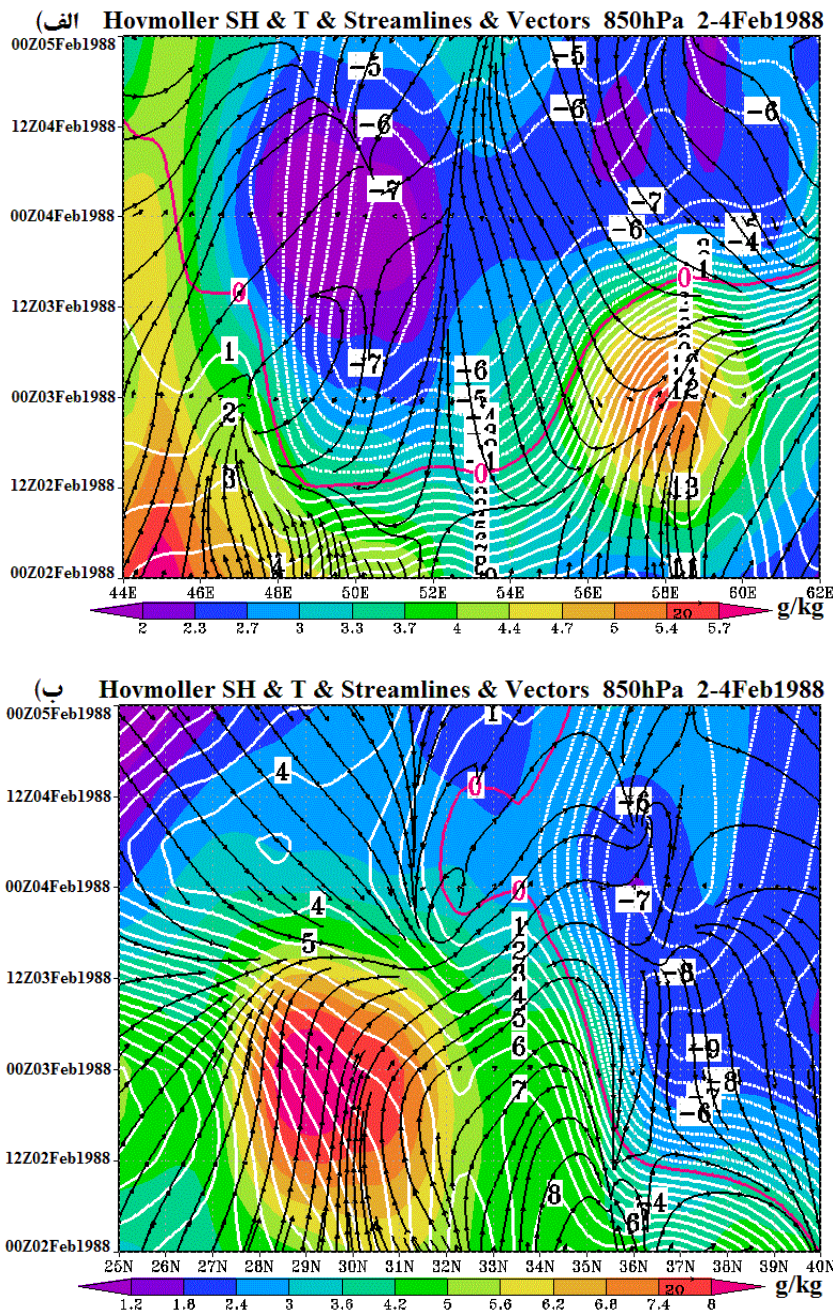 الف) Hovmoller SH & T & Streamlines & Vectors 850hPa 2-4Feb1988
00Z05Feb1988
-5 -5
12Z04Feb1988
-6 -6 -6
-7 -7
00Z04Feb1988
-6 -5
-4
0 0
12Z03Feb1988
1
-7 -6
00Z03Feb1988
-5 12
2
3 0
12Z02Feb1988
13
4 11
00Z02Feb1988
44E 46E 48E 50E 52E 54E 56E 58E 60E 62E
2 2.3 2.7 3 3.3 3.7 4 4.4 4.7 5 5.4 5.7 g/kg
20
ب) Hovmoller SH & T & Streamlines & Vectors 850hPa 2-4Feb1988
00Z05Feb1988
1
4
0
12Z04Feb1988
-6
00Z04Feb1988
0 -7
4
1
5 2
-8
12Z03Feb1988
3
4
5
6 -9
00Z03Feb1988
7 -8
-6
12Z02Feb1988
8 4
6
00Z02Feb1988
25N 26N 27N 28N 29N 30N 31N 32N 33N 34N 35N 36N 37N 38N 39N 40N
1.2 1.8 2.4 3 3.6 4.2 5 5.6 6.2 6.8 7.4 g/kg
20